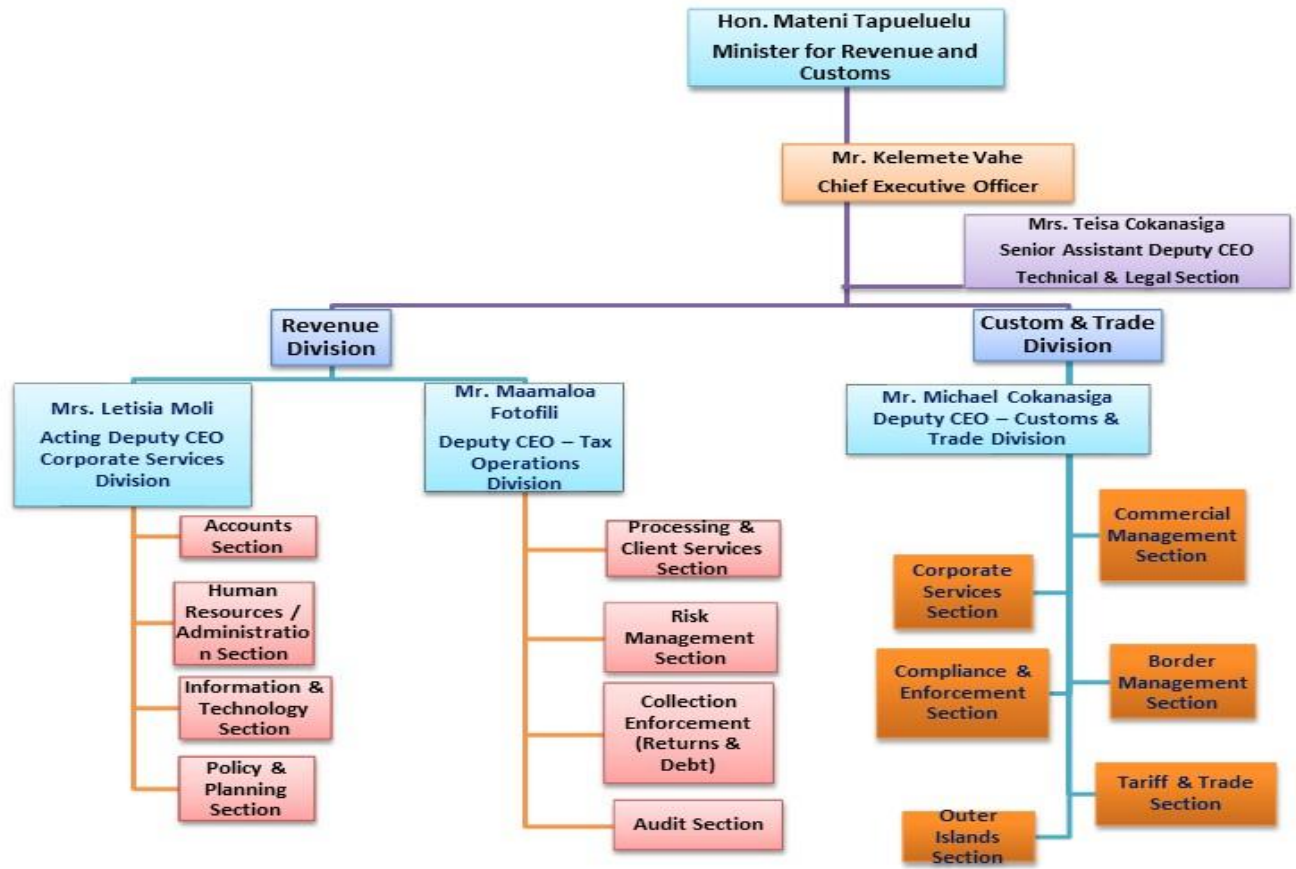 Hon. Mateni Tapueluelu
Minister for Revenue and
Customs
Mr. Kelemete Vahe
Chief Executive Officer
Mrs. Teisa Cokanasiga
Senior Assistant Deputy CEO
Technical & Legal Section
Revenue
Division
Custom & Trade
Division
Mrs. Letisia Moli
Acting Deputy CEO
Corporate Services
Division
Mr. Maamaloa
Fotofili
Deputy CEO – Tax
Operations
Division
Mr. Michael Cokanasiga
Deputy CEO – Customs &
Trade Division
Accounts
Section
Human
Resources /
Administratio
n Section
Information &
Technology
Section
Policy &
Planning
Section
Processing &
Client Services
Section
Risk
Management
Section
Collection
Enforcement
(Returns &
Debt)
Audit Section
Commercial
Management
Section
Corporate
Services
Section
Compliance &
Enforcement
Section
Border
Management
Section
Tariff & Trade
Section
Outer
Islands
Section